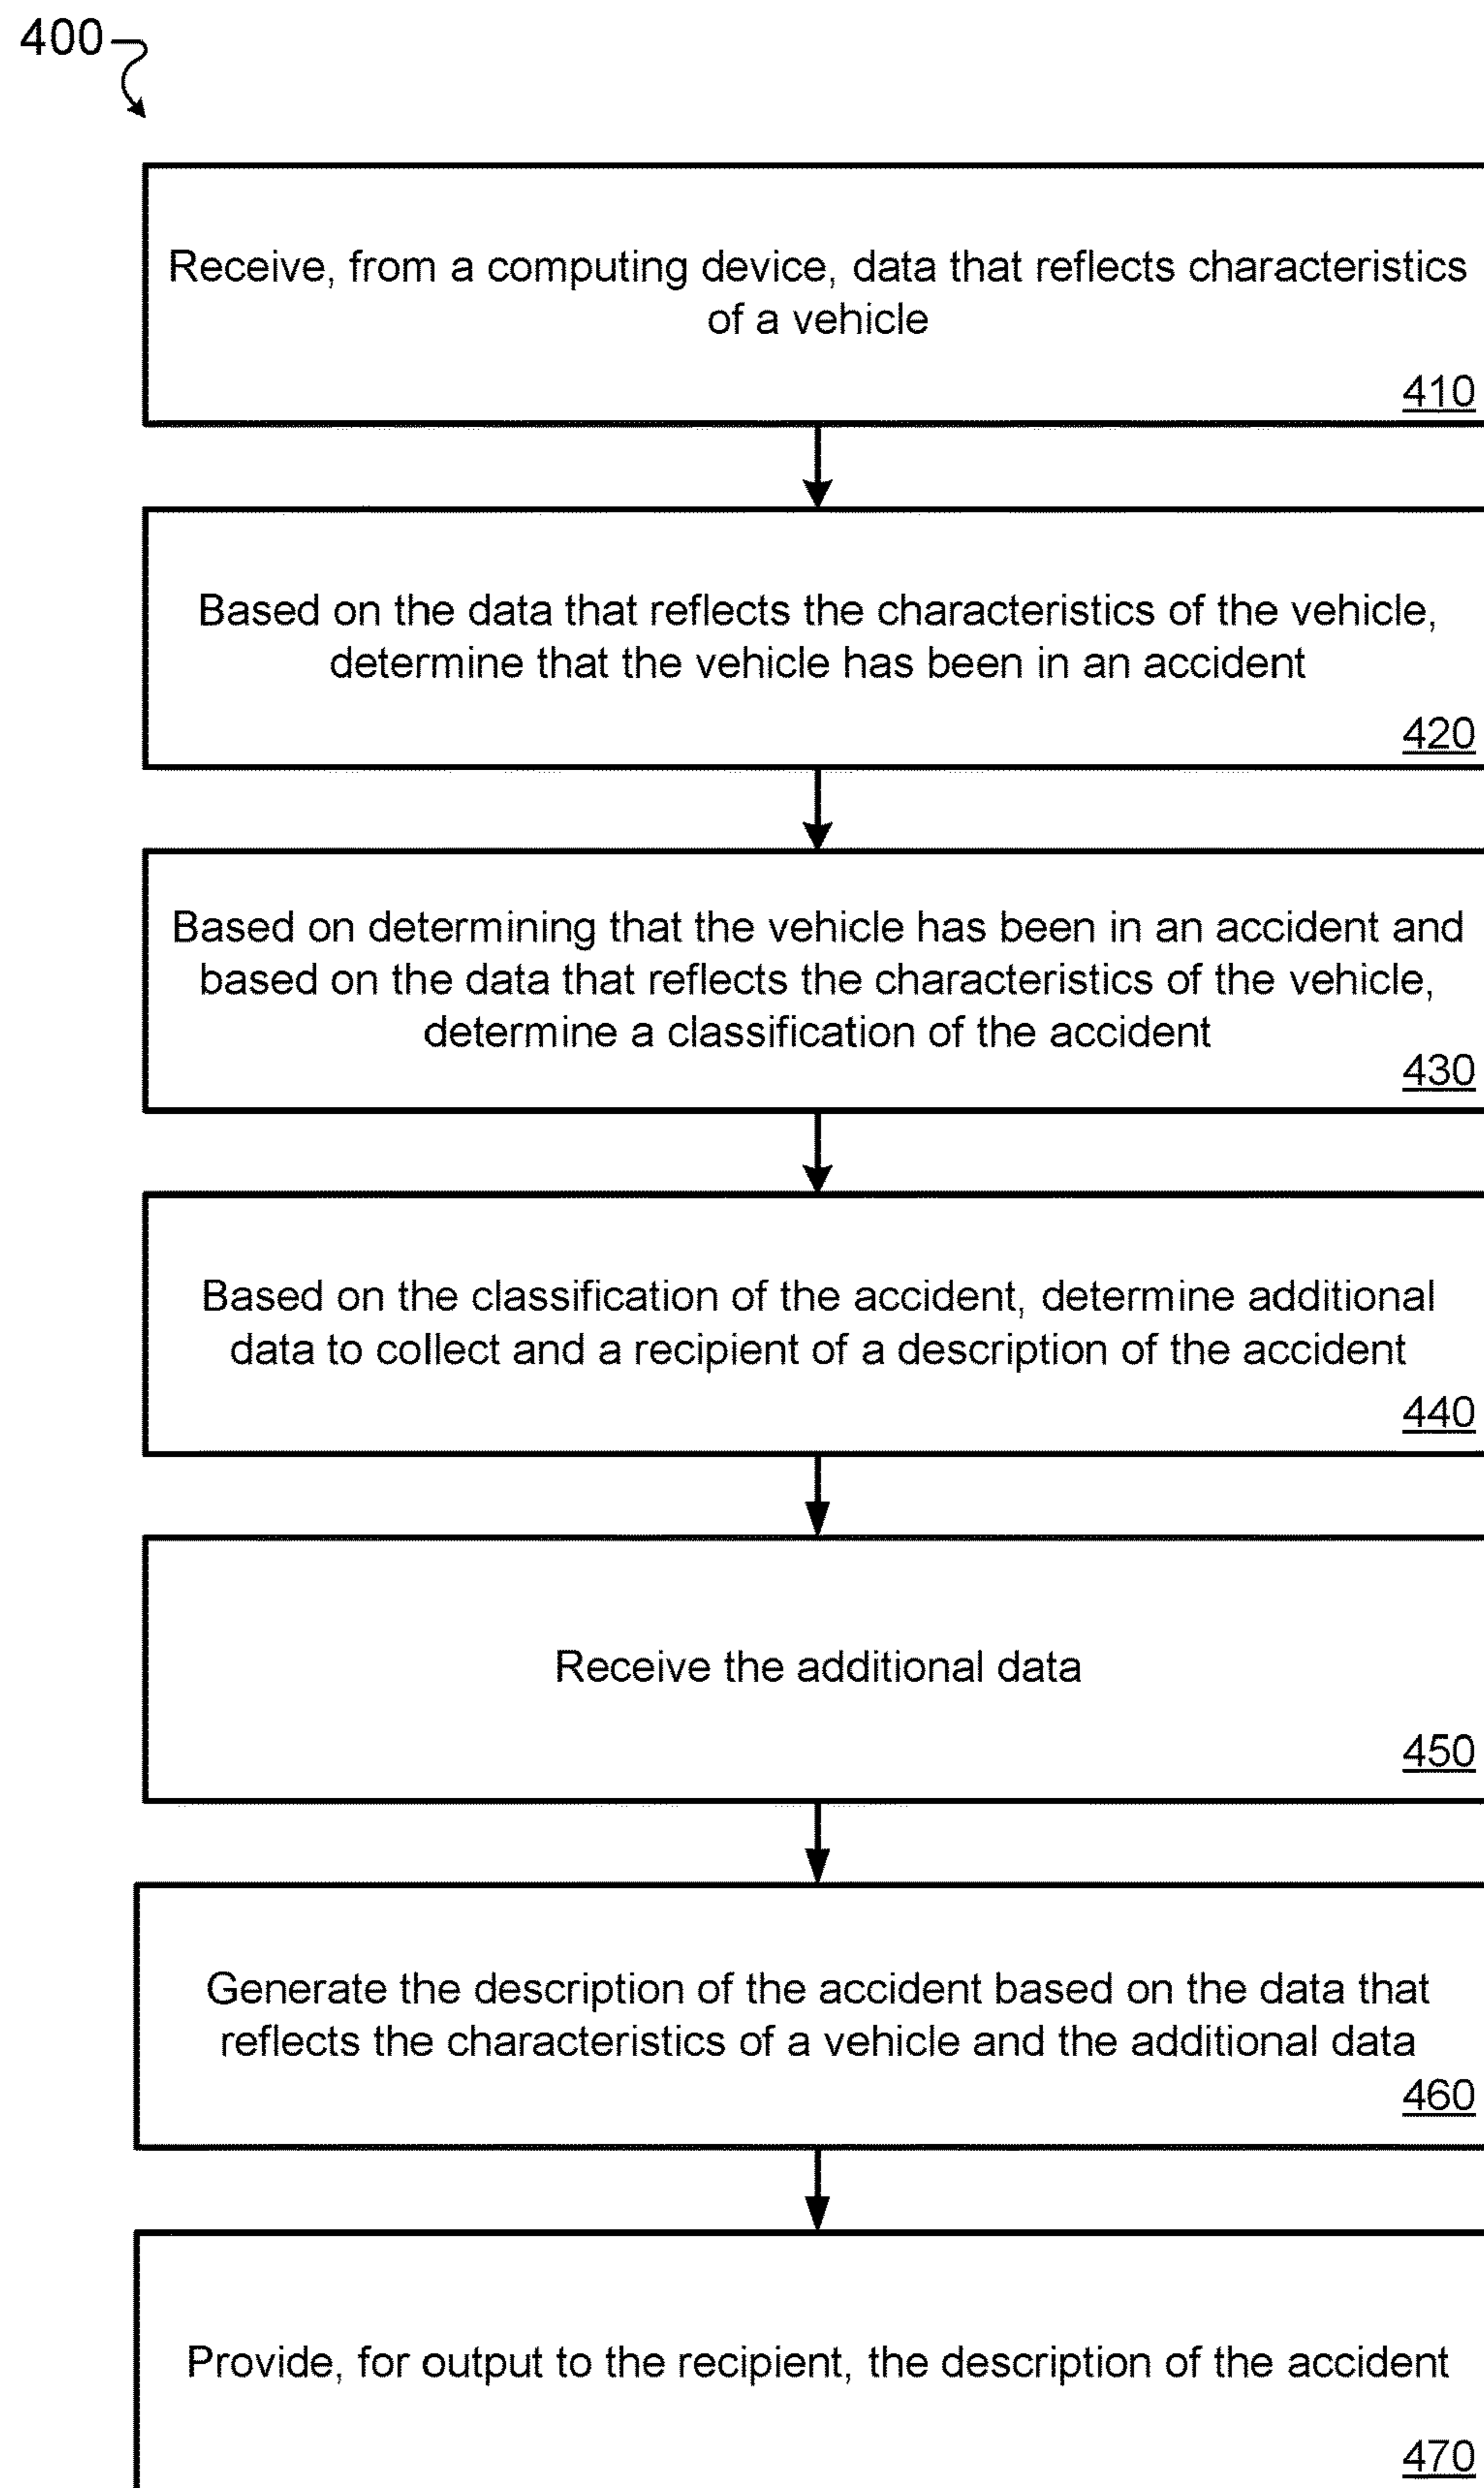 400
Receive, from a computing device, data that reflects characteristics
of a vehicle
410
Based on the data that reflects the characteristics of the vehicle,
determine that the vehicle has been in an accident
420
Based on determining that the vehicle has been in an accident and
based on the data that reflects the characteristics of the vehicle,
determine a classification of the accident
430
Based on the classification of the accident, determine additional
data to collect and a recipient of a description of the accident
440
Receive the additional data
450
Generate the description of the accident based on the data that
reflects the characteristics of a vehicle and the additional data
460
Provide, for output to the recipient, the description of the accident
470